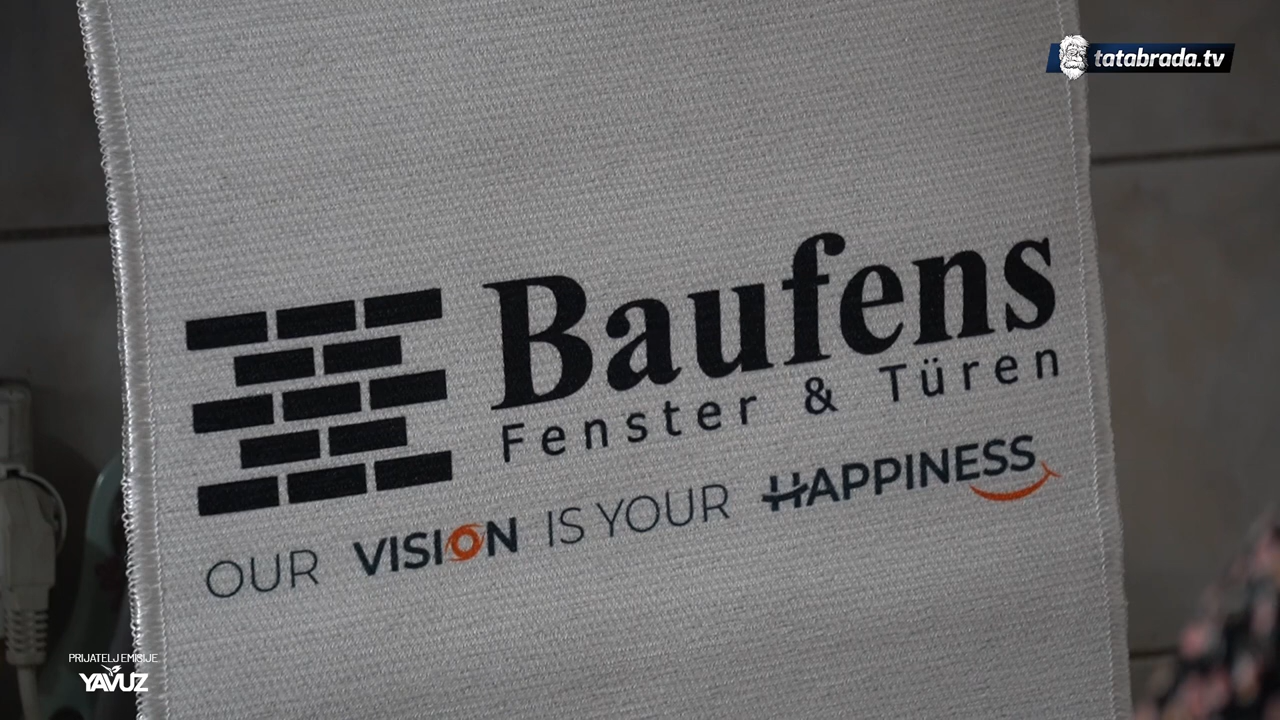 tatabrada.tv
Baufens
Fenster & Türen
OUR VISION IS YOUR HAPPINESS
PRIJATELJ EMISIJE
YAVUZ